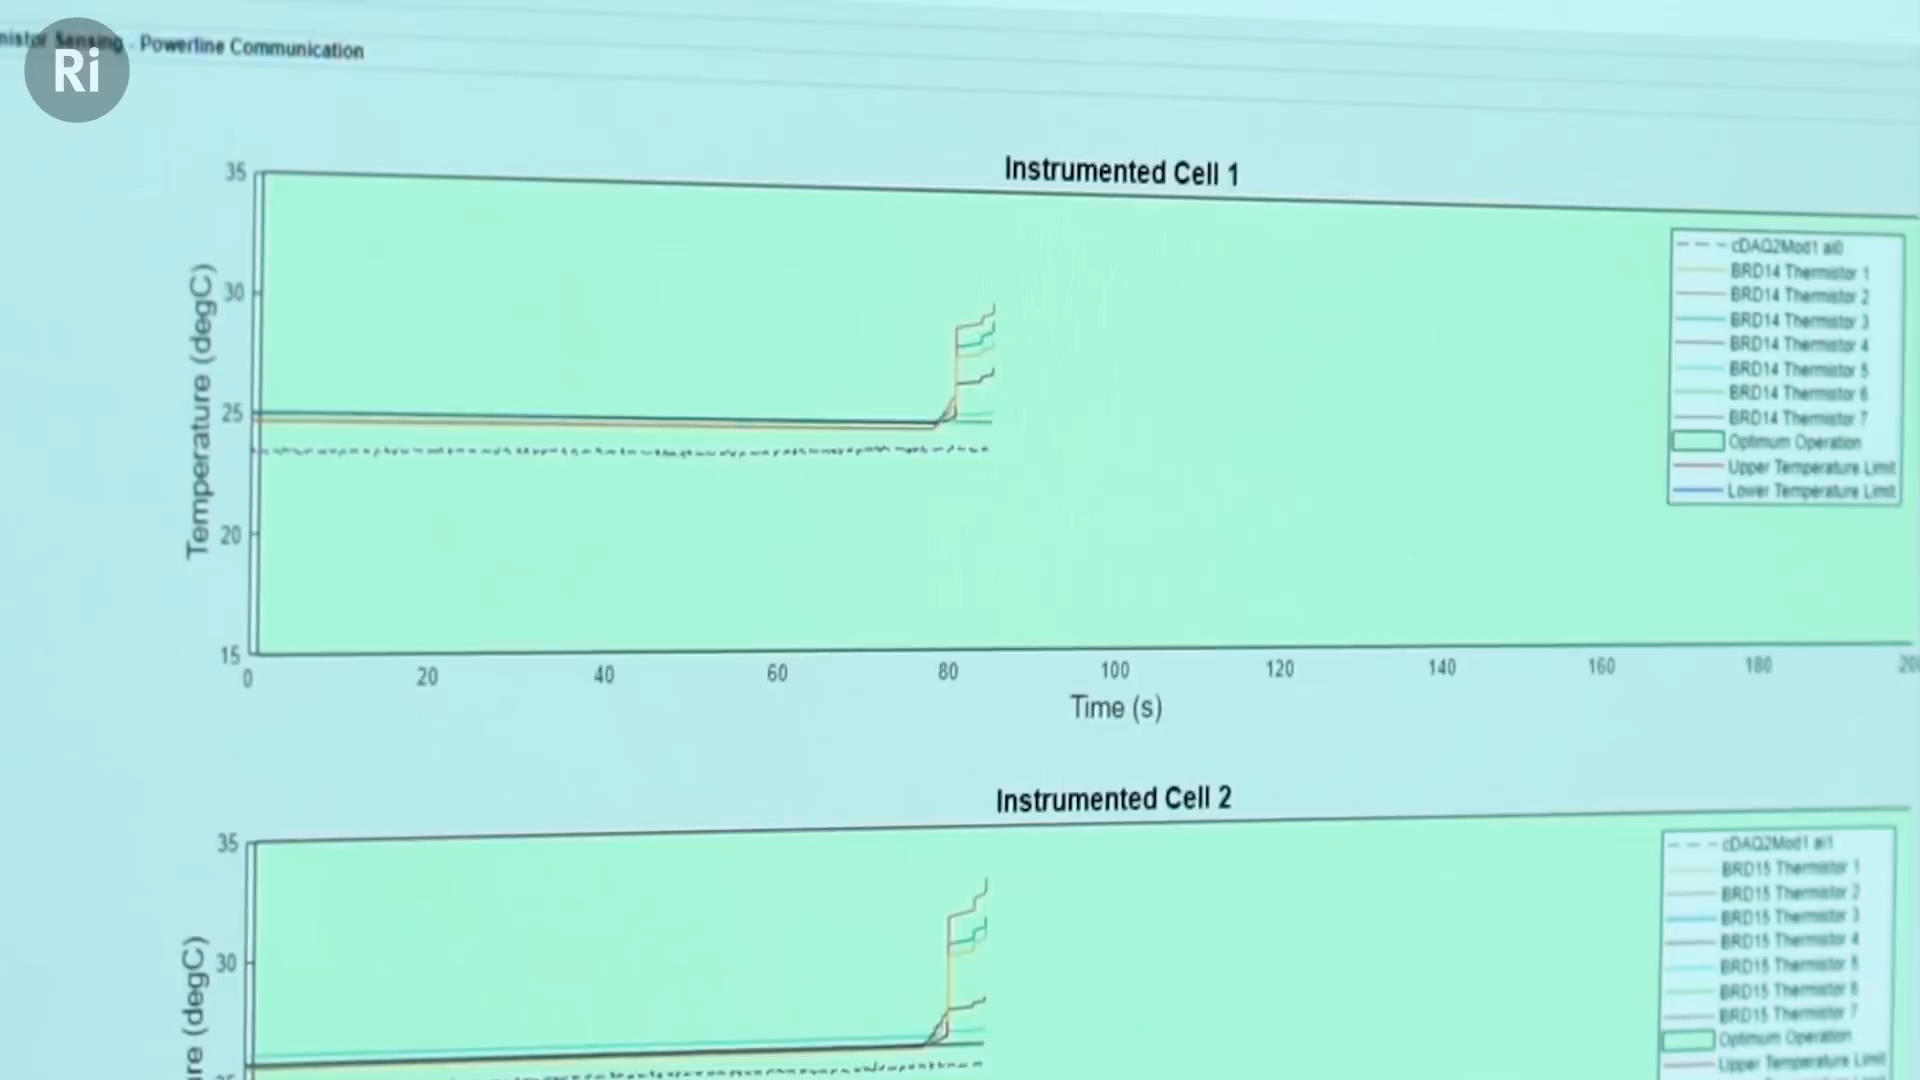 Sensing - Powerline Communication
Ri
Instrumented Cell 1
35
30
25
20
15
Temperature (degC)
0 20 40 60 80 100 120 140 160 180
Time (s)
cDAQ2Mod1 ai0
BRD14 Thermistor 1
BRD14 Thermistor 2
BRD14 Thermistor 3
BRD14 Thermistor 4
BRD14 Thermistor 5
BRD14 Thermistor 6
BRD14 Thermistor 7
Optimum Operation
Upper Temperature Limit
Lower Temperature Limit
Instrumented Cell 2
35
30
(degC)
cDAQ2Mod1 ai1
BRD15 Thermistor 1
BRD15 Thermistor 2
BRD15 Thermistor 3
BRD15 Thermistor 4
BRD15 Thermistor 5
BRD15 Thermistor 6
BRD15 Thermistor 7
Optimum Operation
Upper Temperature Limit